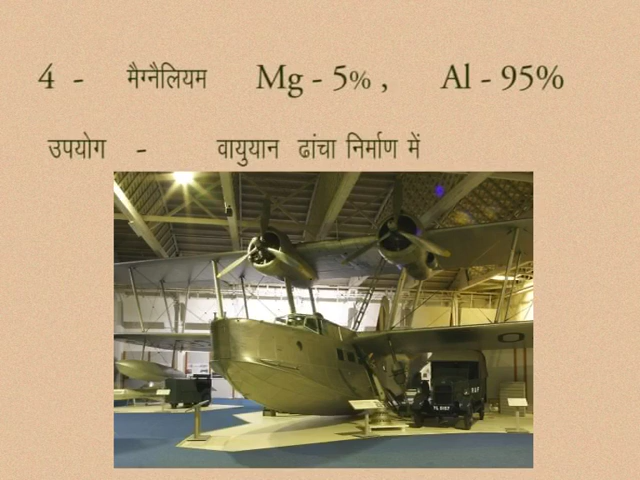 4 - मैग्नैलियम Mg - 5% , Al - 95%
उपयोग - वायुयान ढांचा निर्माण में